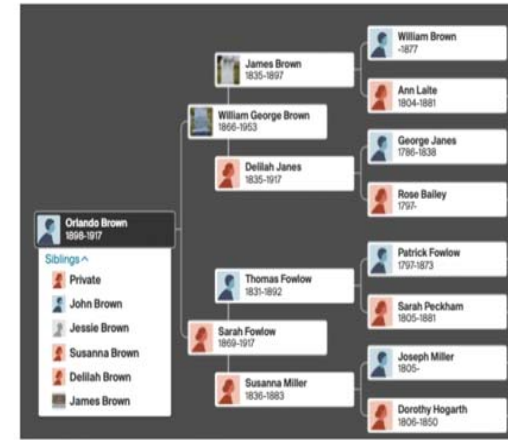 William Brown
-1877
James Brown
1835-1897
Ann Laite
1804-1881
William George Brown
1866-1953
George Janes
1786-1838
Delilah Janes
1835-1917
Rose Bailey
1797-
Orlando Brown
1898-1917
Siblings
Private
John Brown
Jessie Brown
Susanna Brown
Delilah Brown
James Brown
Patrick Fowlow
1797-1873
Thomas Fowlow
1831-1892
Sarah Peckham
1805-1881
Sarah Fowlow
1869-1917
Joseph Miller
1805-
Susanna Miller
1836-1883
Dorothy Hogarth
1806-1850